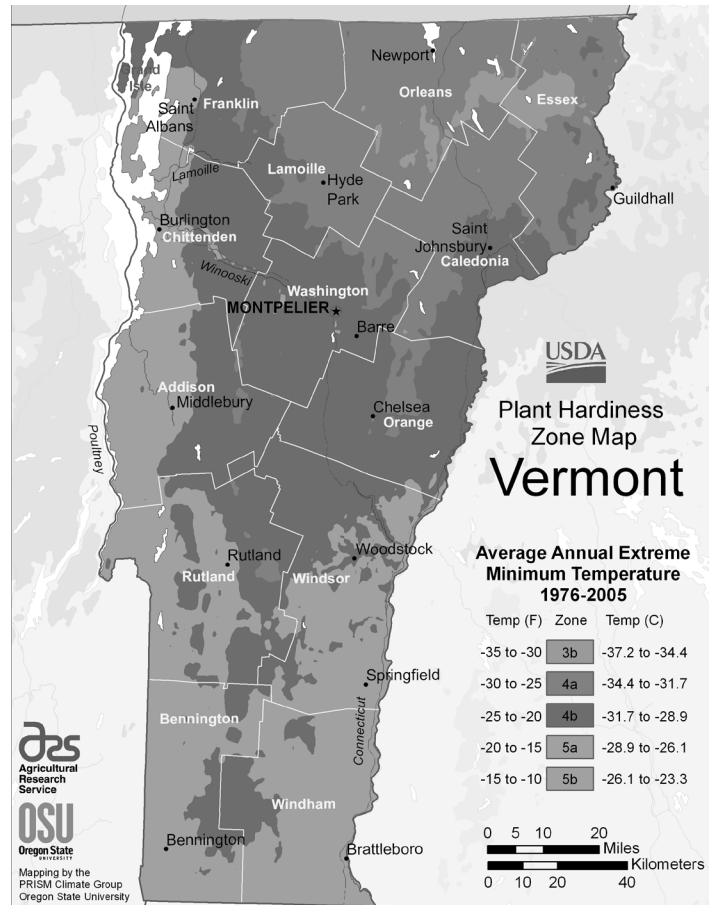 Grand
Isle
Saint
Albans
Franklin
Newport
Orleans
Essex
Lamoille
Lamoille
Hyde
Park
Guildhall
Burlington
Chittenden
Saint
Johnsbury
Caledonia
Winooski
Washington
MONTPELIER
Barre
Addison
Middlebury
Chelsea
Orange
Poultney
Rutland
Rutland
Woodstock
Windsor
Springfield
Bennington
Connecticut
Windham
Bennington
Brattleboro
USDA
Plant Hardiness
Zone Map
Vermont
Average Annual Extreme
Minimum Temperature
1976-2005
Temp (F) Zone Temp (C)
-35 to -30 3b -37.2 to -34.4
-30 to -25 4a -34.4 to -31.7
-25 to -20 4b -31.7 to -28.9
-20 to -15 5a -28.9 to -26.1
-15 to -10 5b -26.1 to -23.3
0 5 10 20
Miles
Kilometers
0 10 20 40
ars
Agricultural
Research
Service
OSU
Oregon State
UNIVERSITY
Mapping by the
PRISM Climate Group
Oregon State University